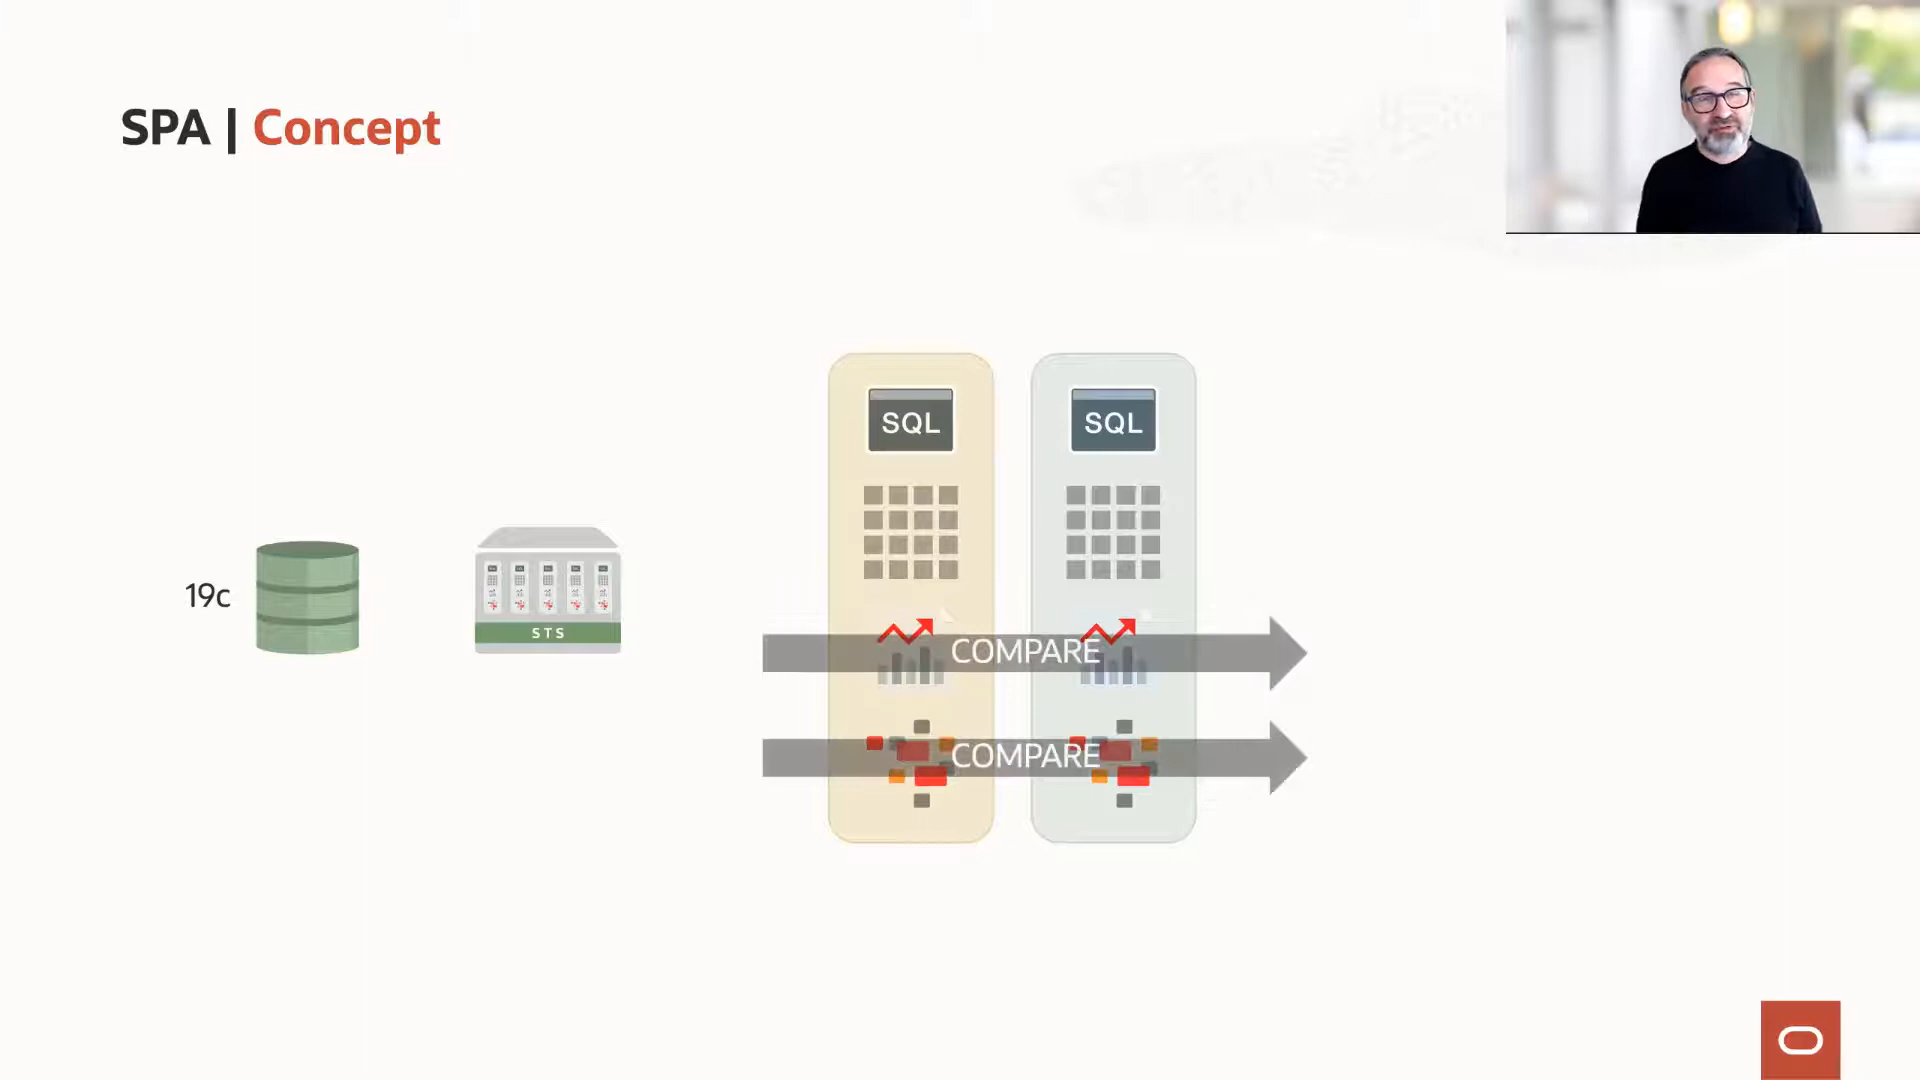 SPA | Concept
SQL
SQL
19c
STS
COMPARE
COMPARE